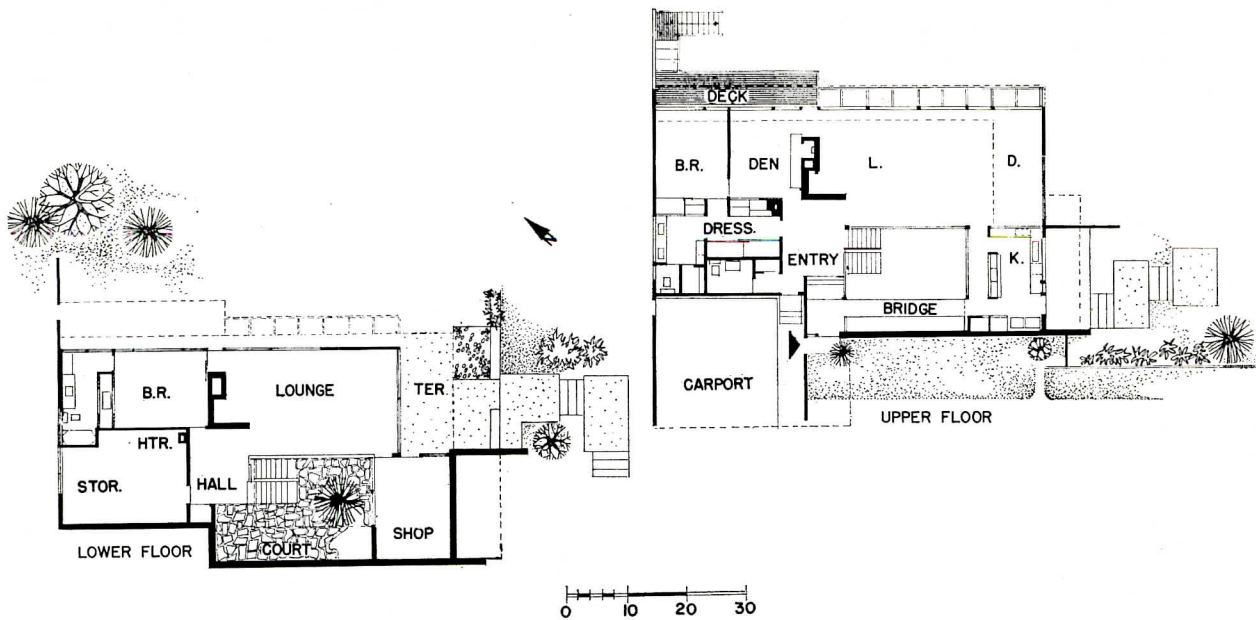 B.R.
LOUNGE
TER.
HTR.
STOR.
HALL
SHOP
COURT
LOWER FLOOR
DECK
B.R.
DEN
L.
D.
DRESS.
ENTRY
K.
BRIDGE
CARPORT
UPPER FLOOR
N
0 10 20 30